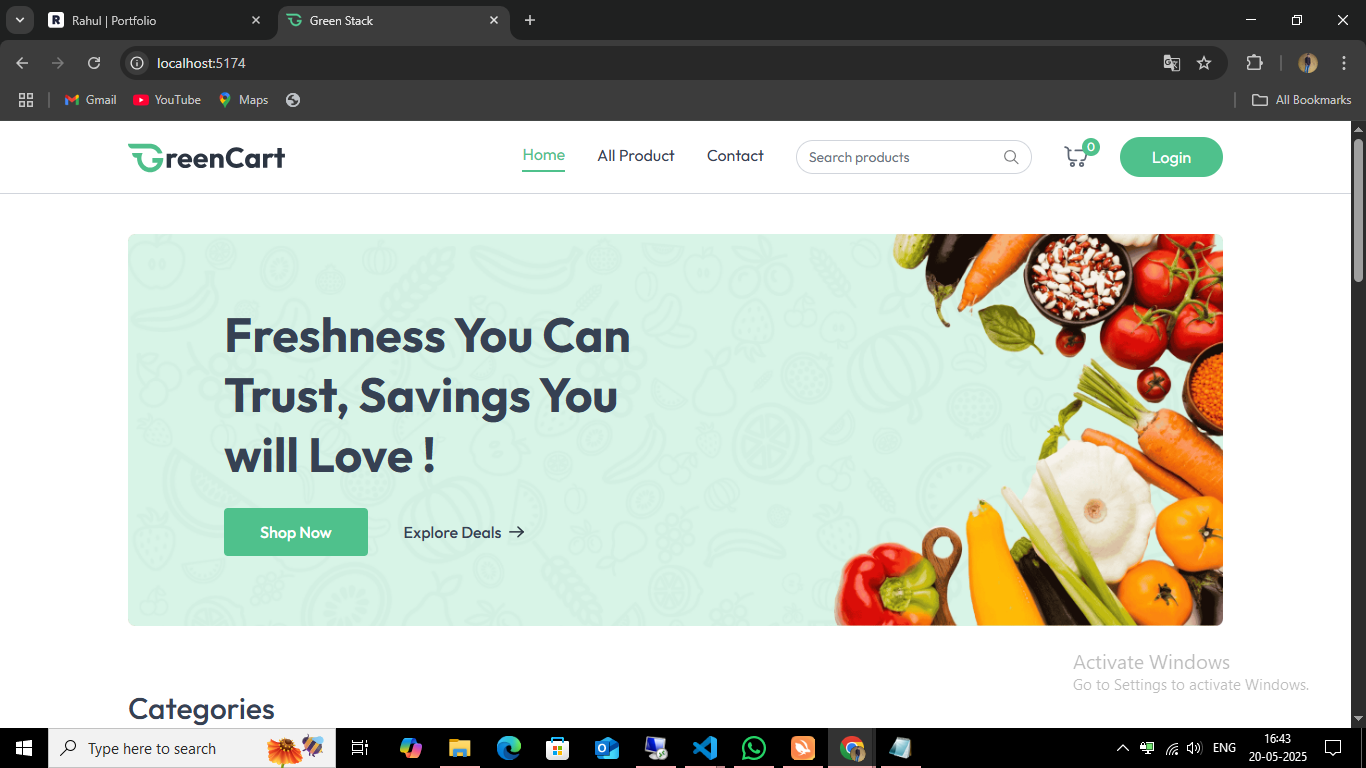 Rahul | Portfolio
Green Stack
localhost:5174
Gmail
YouTube
Maps
All Bookmarks
GreenCart
Home
All Product
Contact
Search products
0
Login
Freshness You Can
Trust, Savings You
will Love !
Shop Now
Explore Deals →
Categories
Activate Windows
Go to Settings to activate Windows.
Type here to search
ENG
16:43
20-05-2025